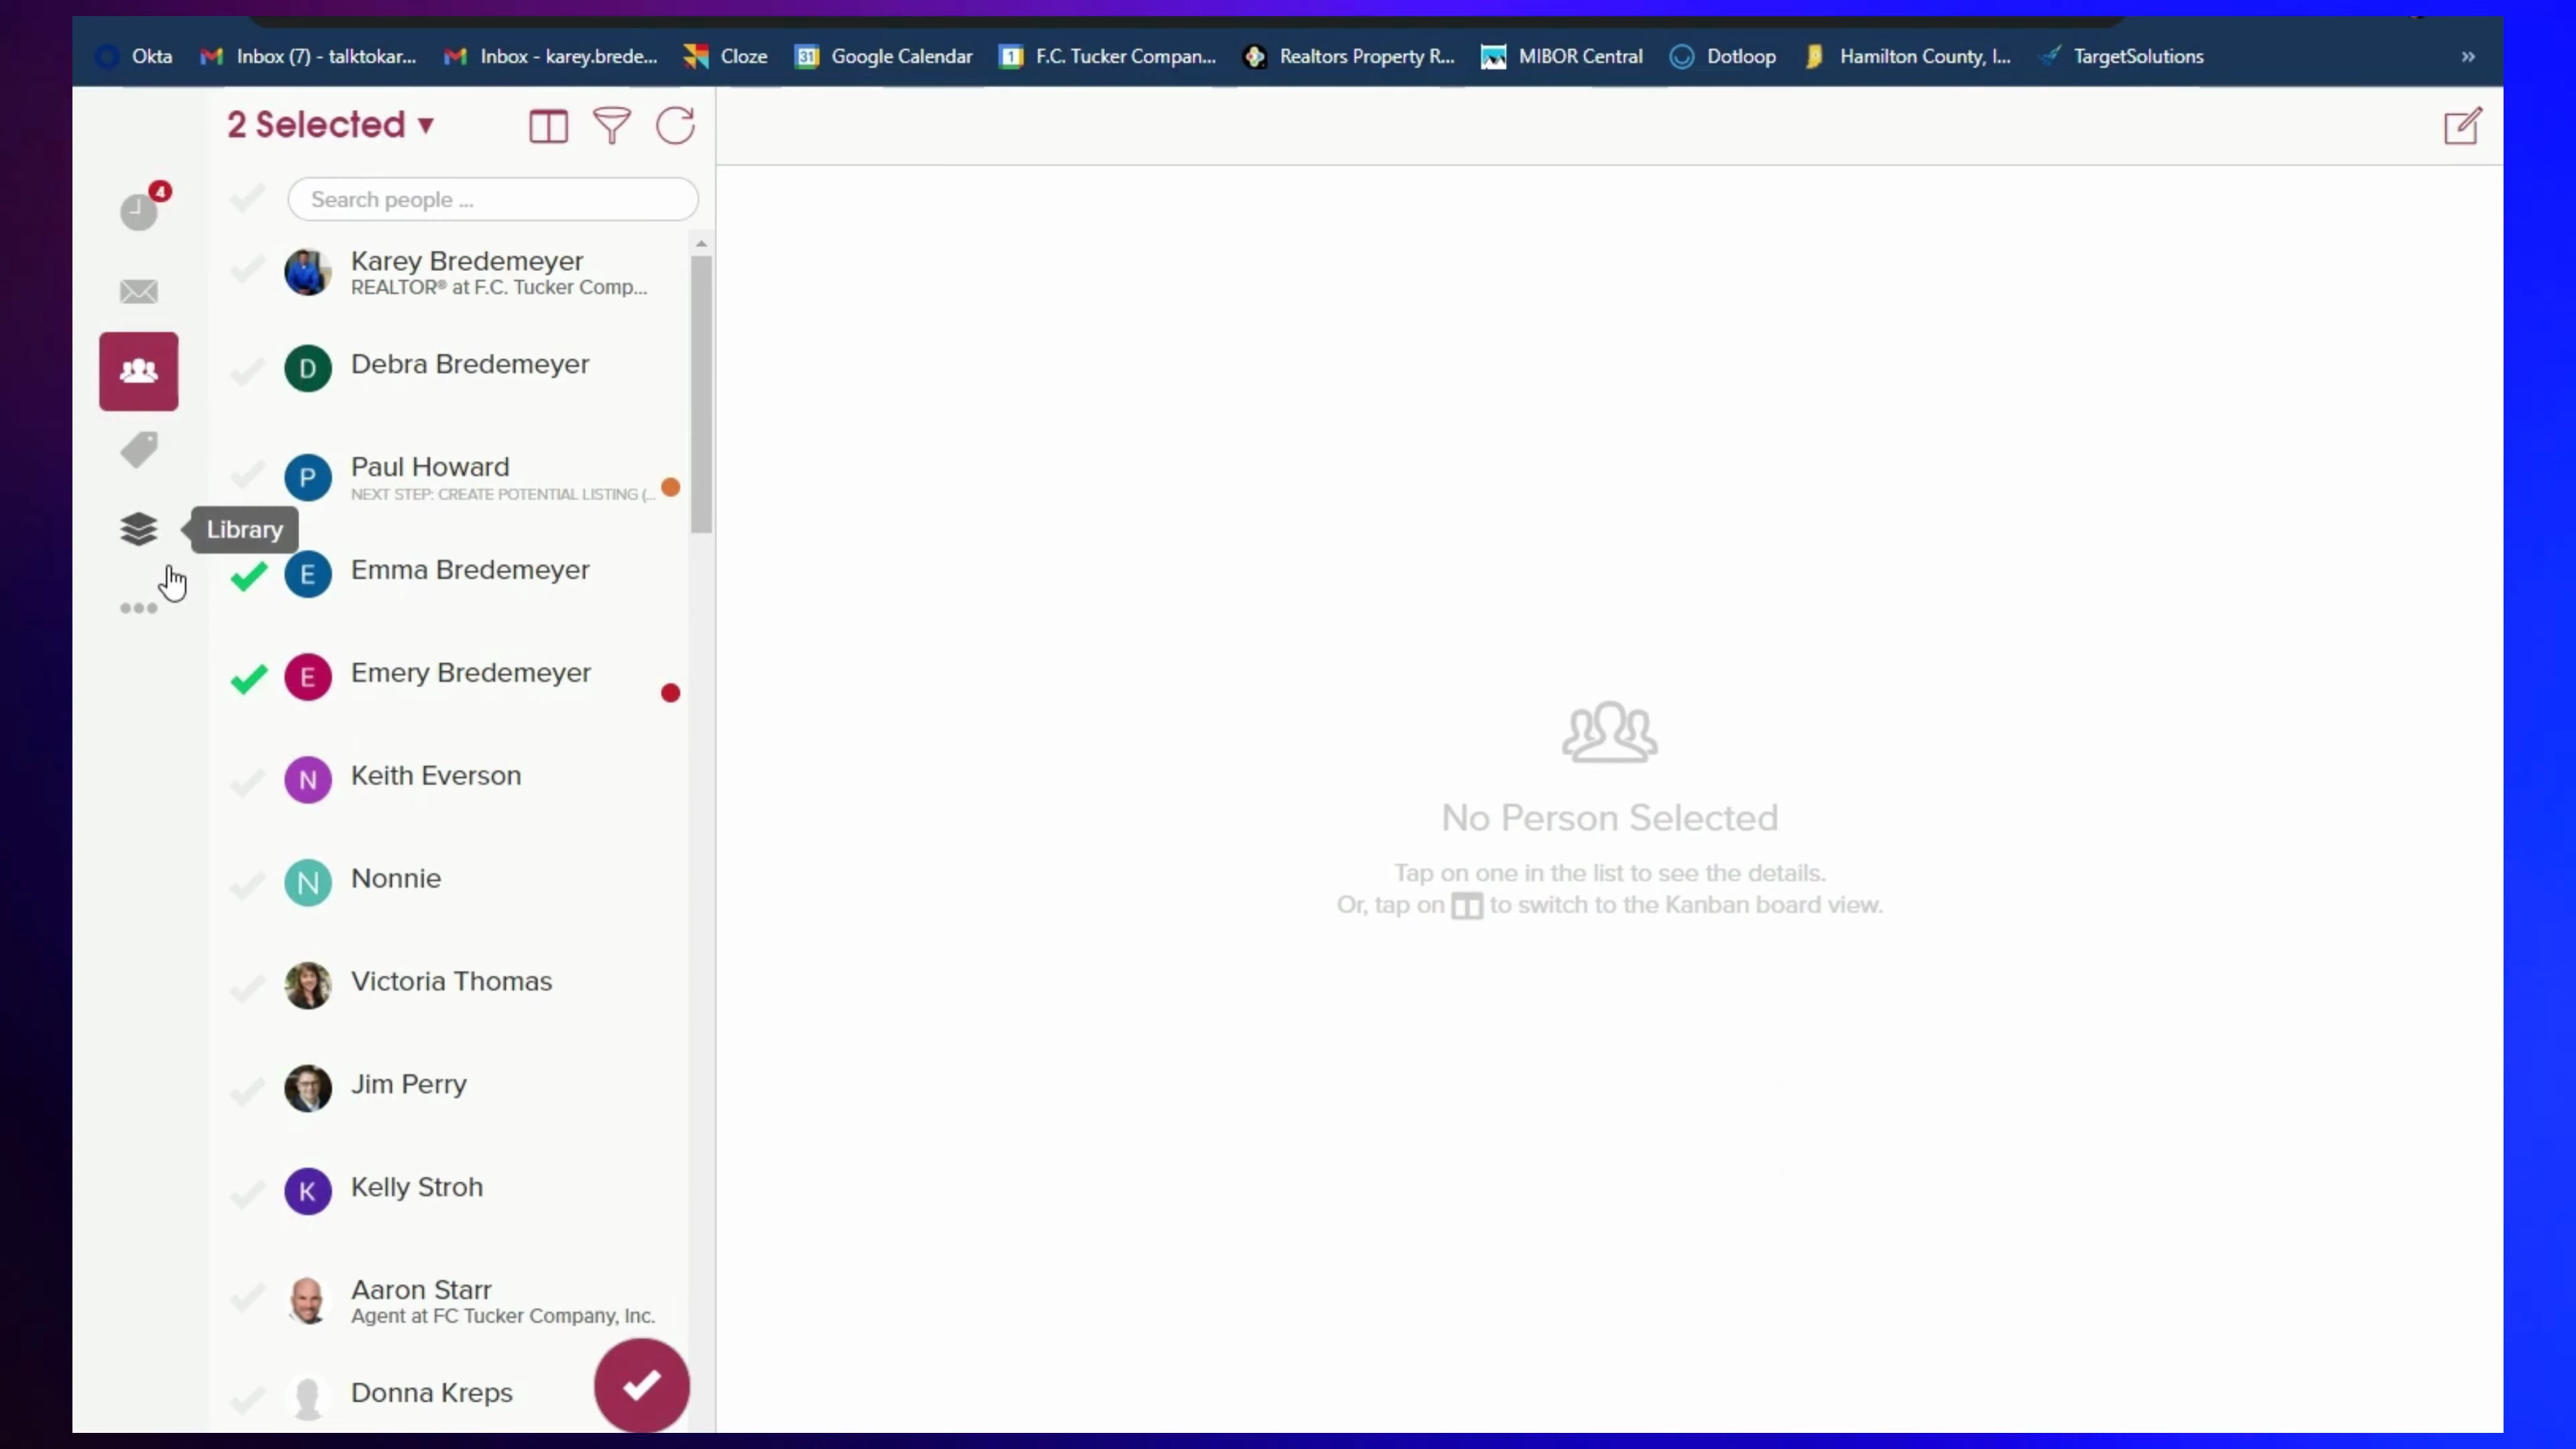 Okta Inbox (7) - talktokar... Inbox - karey.brede... Cloze 31 Google Calendar 1 F.C. Tucker Compan... Realtors Property R... MIBOR Central Dotloop Hamilton County, I... TargetSolutions »
2 Selected ▾
4
Search people ...
Karey Bredemeyer
REALTOR® at F.C. Tucker Comp...
D Debra Bredemeyer
P Paul Howard
NEXT STEP: CREATE POTENTIAL LISTING (...
Library
E Emma Bredemeyer
E Emery Bredemeyer
N Keith Everson
N Nonnie
Victoria Thomas
Jim Perry
K Kelly Stroh
Aaron Starr
Agent at FC Tucker Company, Inc.
Donna Kreps
No Person Selected
Tap on one in the list to see the details.
Or, tap on to switch to the Kanban board view.